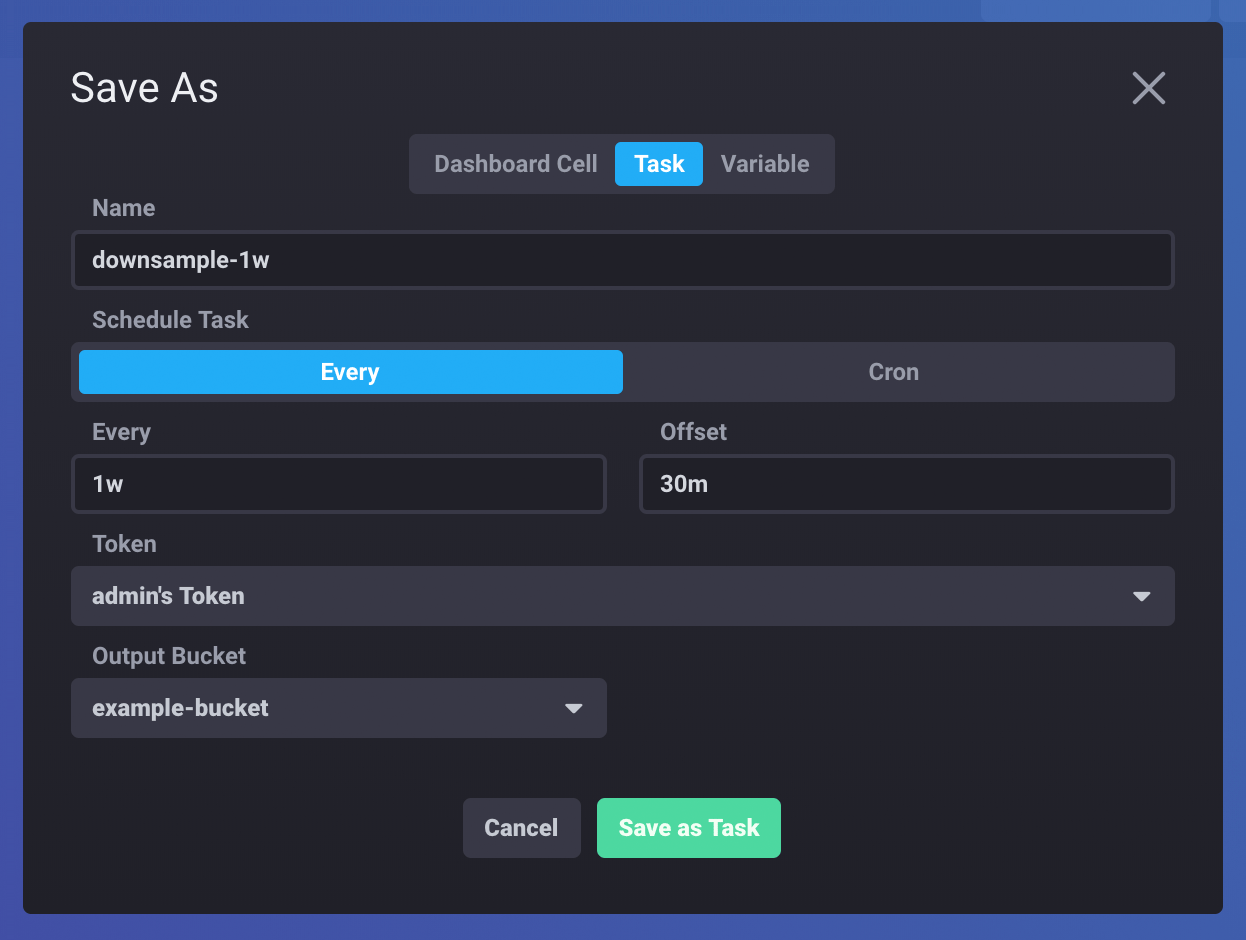 Save As
Dashboard Cell Task Variable
Name
downsample-1w
Schedule Task
Every Cron
Every Offset
1w 30m
Token
admin's Token
Output Bucket
example-bucket
Cancel Save as Task